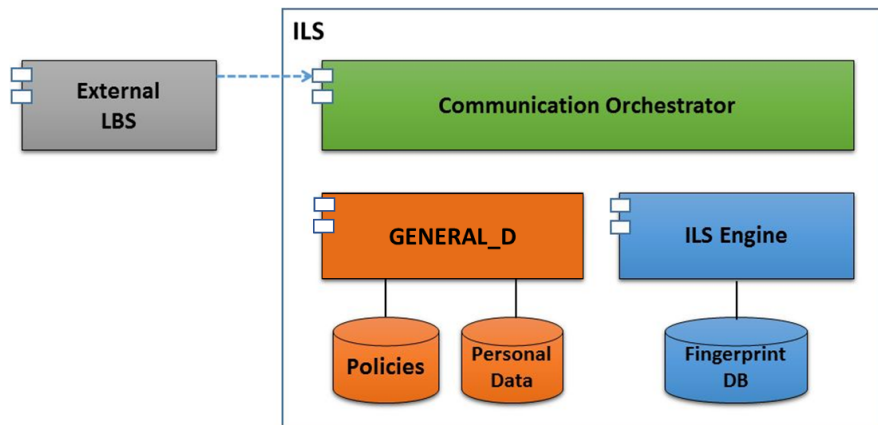 ILS
External
LBS
Communication Orchestrator
GENERAL_D
ILS Engine
Policies
Personal
Data
Fingerprint
DB